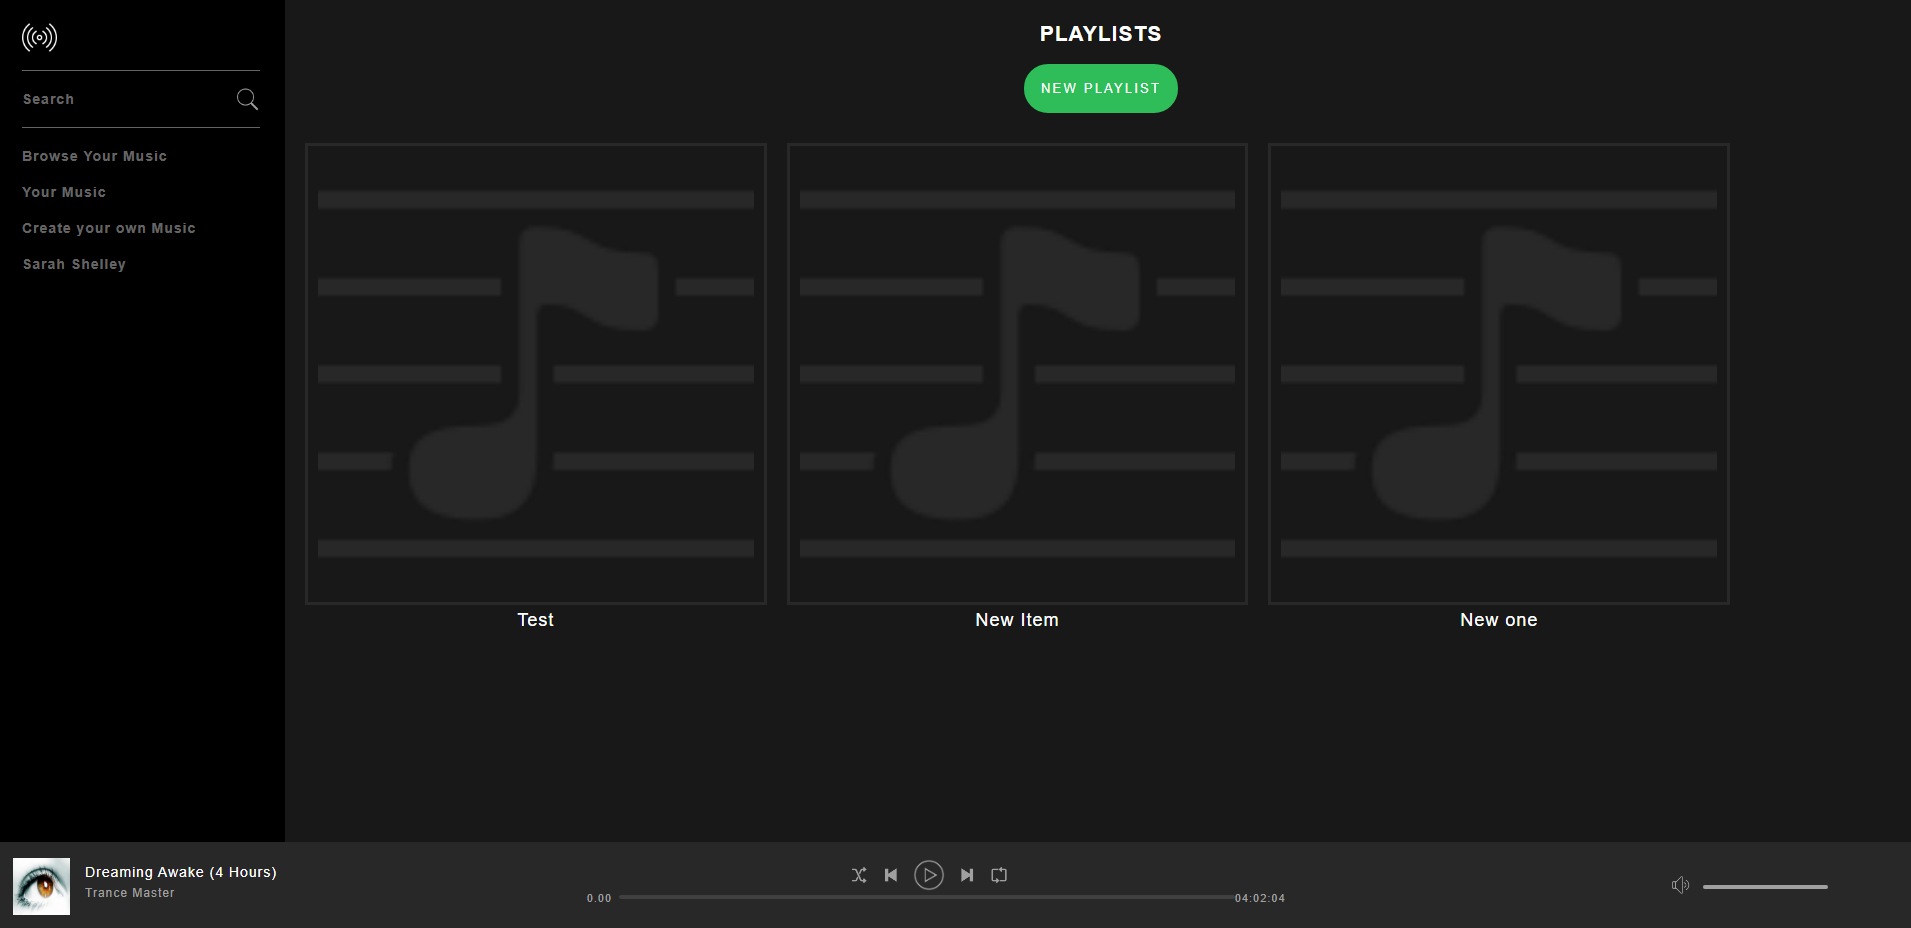 Search
Browse Your Music
Your Music
Create your own Music
Sarah Shelley
PLAYLISTS
NEW PLAYLIST
Test
New Item
New one
Dreaming Awake (4 Hours)
Trance Master
0.00
04:02:04